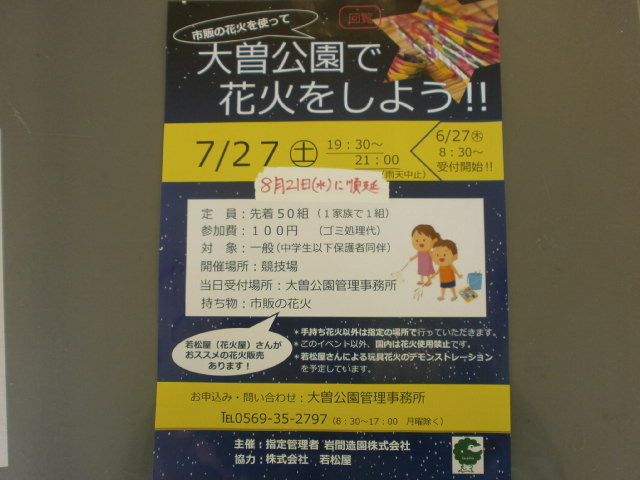 市販の花火を使って
回覧
大曽公園で
花火をしよう!!
7/27㊏ 19:30～
21:00
雨天中止)
6/27㊍
8:30～
受付開始!!
8月21日(水)に順延
定 員:先着50組(1家族で1組)
参加費:100円 (ゴミ処理代)
対 象:一般(中学生以下保護者同伴)
開催場所:競技場
当日受付場所:大曽公園管理事務所
持ち物:市販の花火
若松屋(花火屋)さんが
おススメの花火販売
あります!
*手持ち花火以外は指定の場所で行っていただきます。
*このイベント以外、園内は花火使用禁止です。
*若松屋さんによる玩具花火のデモンストレーション
を予定しています。
お申込み・問い合わせ:大曽公園管理事務所
℡0569-35-2797 (8:30～17:00 月曜除く)
主催:指定管理者 岩間造園株式会社
協力:株式会社 若松屋